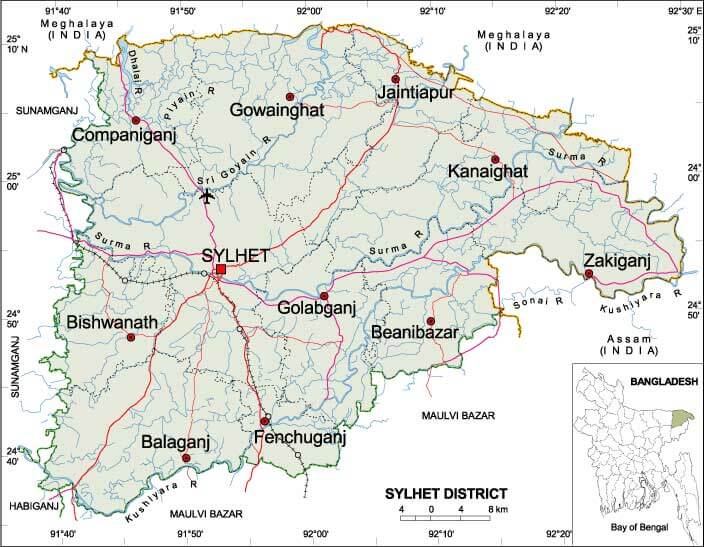 91°40' 91°50' 92°00' 92°10' 92°20' 92°30' E
25°
10' N
Meghalaya
(INDIA)
Meghalaya
(INDIA)
25°
10'
Dhalai R
Piyain R
Jaintiapur
Gowainghat
SUNAMGANJ
Companiganj
Sri Goyain R
Surma R
Kanaighat
25°
00'
24°
00'
Surma R
Surma R
SYLHET
Zakiganj
Golabganj
Sonai R
Kushiyara R
24°
50'
24°
50'
Bishwanath
Beanibazar
Assam
(INDIA)
SUNAMGANJ
BANGLADESH
MAULVI BAZAR
24°
40'
Balaganj
Fenchuganj
Kushiyara R
HABIGANJ
MAULVI BAZAR
SYLHET DISTRICT
4 0 4 8 km
Bay of Bengal
91°40' 91°50' 92°00' 92°10' 92°20'